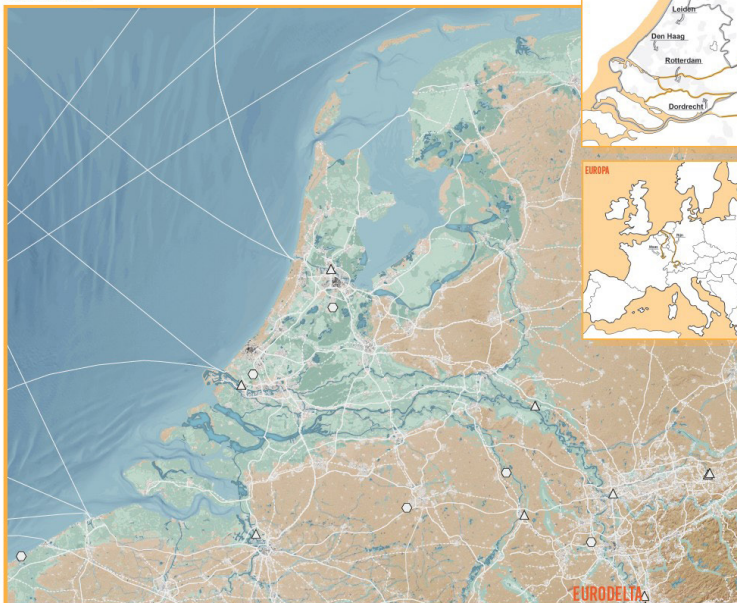 Leiden
Den Haag
Rotterdam
Dordrecht
EUROPA
EURODELTA